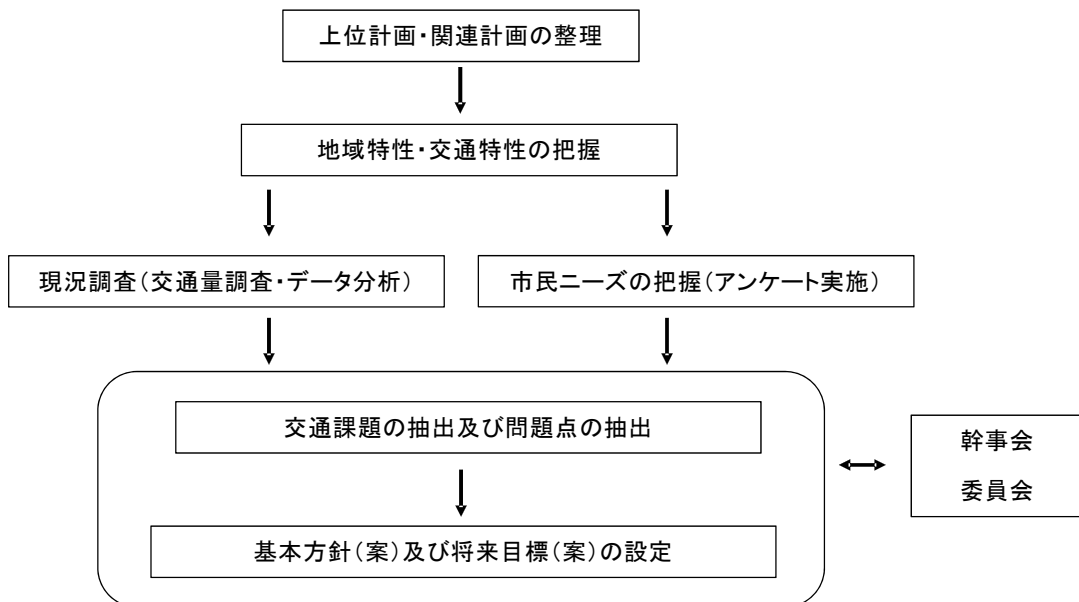 上位計画・関連計画の整理
地域特性・交通特性の把握
現況調査(交通量調査・データ分析)
市民ニーズの把握(アンケート実施)
交通課題の抽出及び問題点の抽出
基本方針(案)及び将来目標(案)の設定
幹事会
委員会